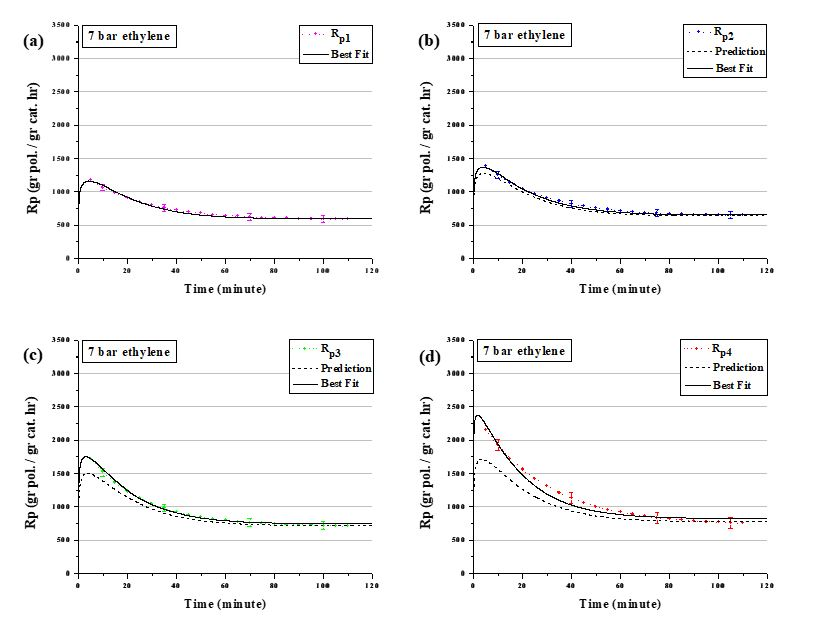 (a)
7 bar ethylene
Rp1
Best Fit
Rp (gr pol. / gr cat. hr)
3500
3000
2500
2000
1500
1000
500
0
0 20 40 60 80 100 120
Time (minute)
(b)
7 bar ethylene
Rp2
Prediction
Best Fit
Rp (gr pol. / gr cat. hr)
3500
3000
2500
2000
1500
1000
500
0
0 20 40 60 80 100 120
Time (minute)
(c)
7 bar ethylene
Rp3
Prediction
Best Fit
Rp (gr pol. / gr cat. hr)
3500
3000
2500
2000
1500
1000
500
0
0 20 40 60 80 100 120
Time (minute)
(d)
7 bar ethylene
Rp4
Prediction
Best Fit
Rp (gr pol. / gr cat. hr)
3500
3000
2500
2000
1500
1000
500
0
0 20 40 60 80 100 120
Time (minute)